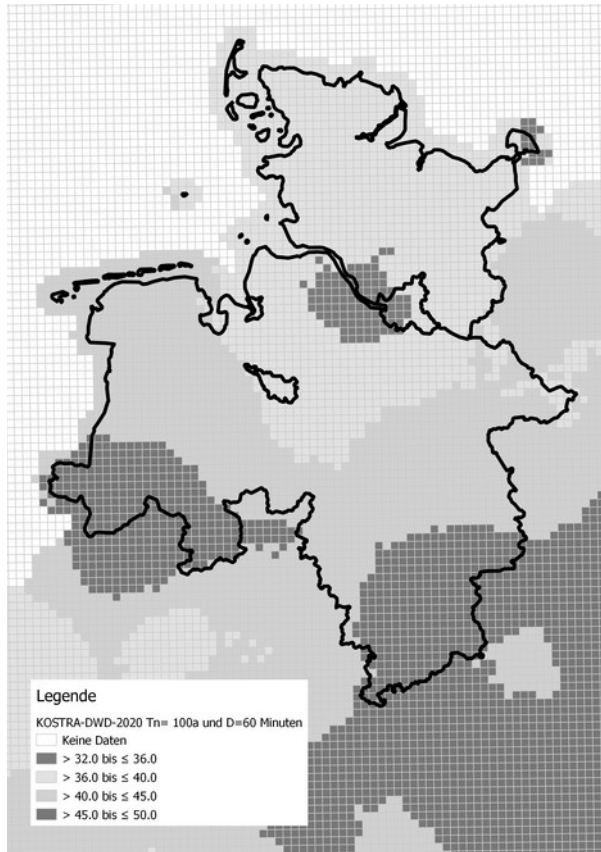 Legende
KOSTRA-DWD-2020 Tn= 100a und D=60 Minuten
Keine Daten
> 32.0 bis ≤ 36.0
> 36.0 bis ≤ 40.0
> 40.0 bis ≤ 45.0
> 45.0 bis ≤ 50.0